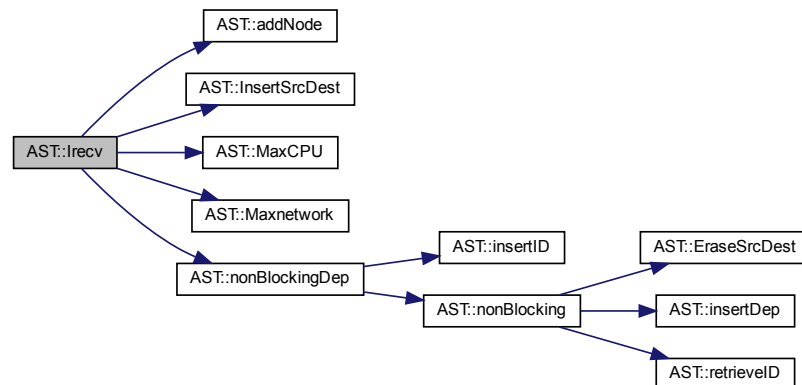 AST::addNode
AST::InsertSrcDest
AST::Irecv
AST::MaxCPU
AST::Maxnetwork
AST::nonBlockingDep
AST::insertID
AST::nonBlocking
AST::EraseSrcDest
AST::insertDep
AST::retrieveID